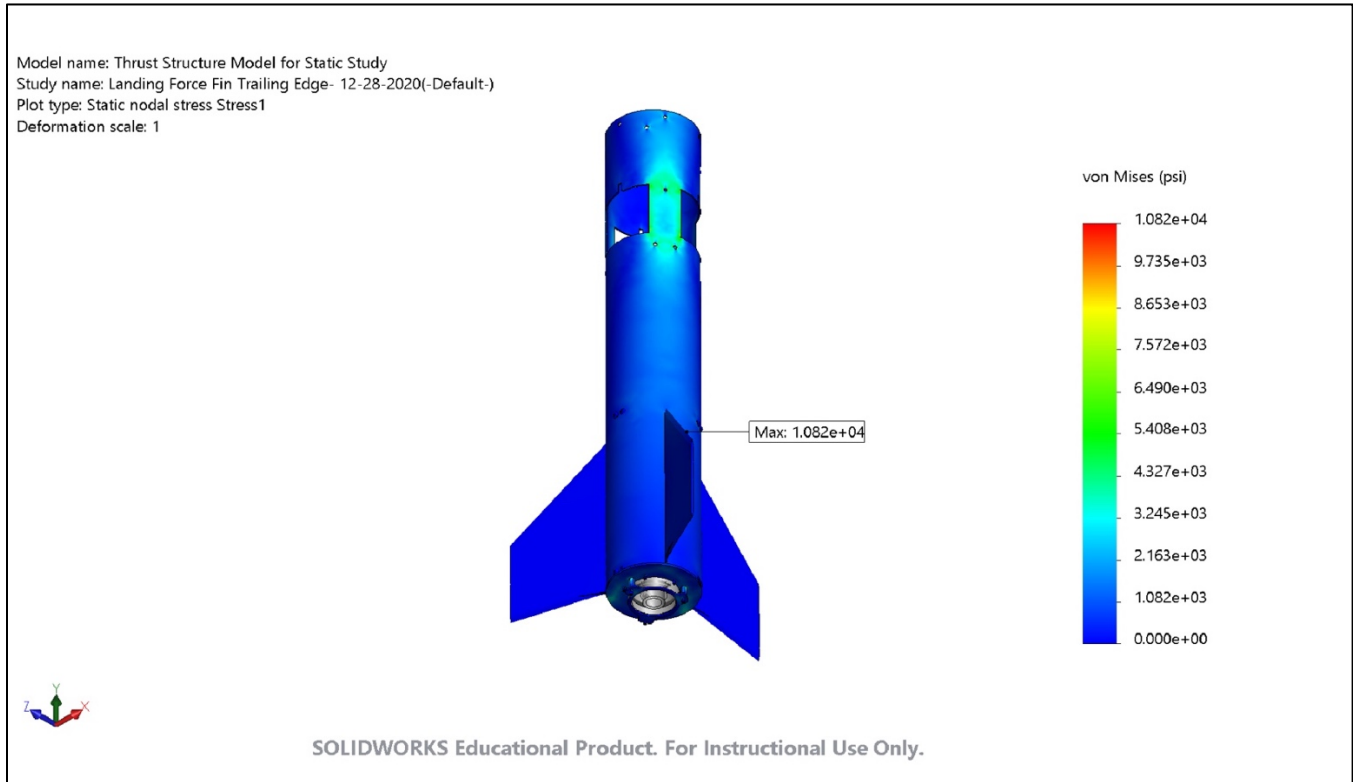 Model name: Thrust Structure Model for Static Study
Study name: Landing Force Fin Trailing Edge- 12-28-2020(-Default-)
Plot type: Static nodal stress Stress1
Deformation scale: 1
von Mises (psi)
1.082e+04
9.735e+03
8.653e+03
7.572e+03
6.490e+03
5.408e+03
4.327e+03
3.245e+03
2.163e+03
1.082e+03
0.000e+00
Max: 1.082e+04
Y
Z
X
SOLIDWORKS Educational Product. For Instructional Use Only.